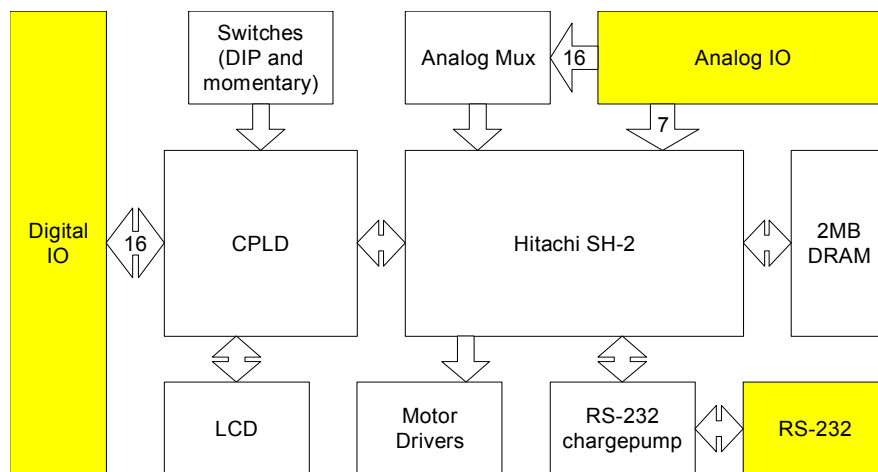 Switches
(DIP and
momentary)
Analog Mux
16
Analog IO
7
Digital
IO
16
CPLD
Hitachi SH-2
2MB
DRAM
LCD
Motor
Drivers
RS-232
chargepump
RS-232